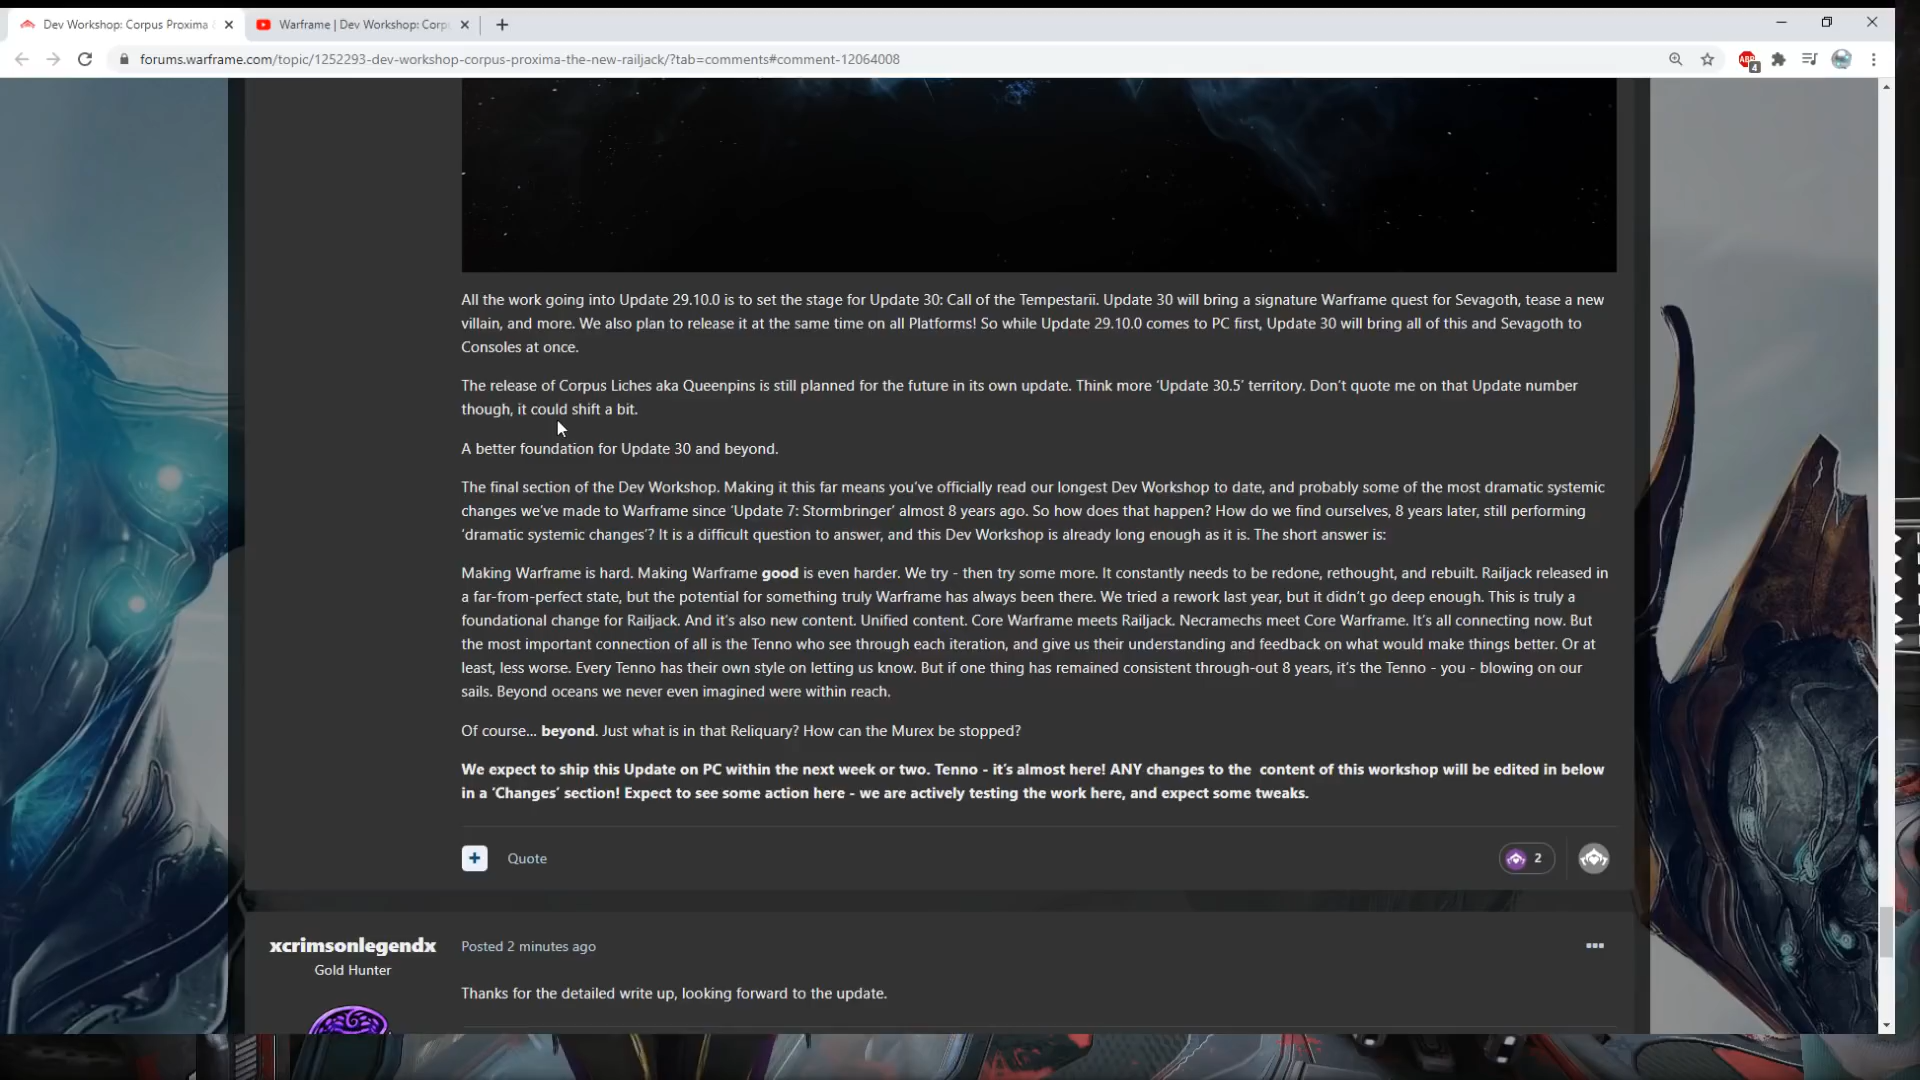 Dev Workshop: Corpus Proxima
Warframe | Dev Workshop: Corp
forums.warframe.com/topic/1252293-dev-workshop-corpus-proxima-the-new-railjack/?tab=comments#comment-12064008
ABP
4
All the work going into Update 29.10.0 is to set the stage for Update 30: Call of the Tempestarii. Update 30 will bring a signature Warframe quest for Sevagoth, tease a new
villain, and more. We also plan to release it at the same time on all Platforms! So while Update 29.10.0 comes to PC first, Update 30 will bring all of this and Sevagoth to
Consoles at once.
The release of Corpus Liches aka Queenpins is still planned for the future in its own update. Think more ‘Update 30.5’ territory. Don’t quote me on that Update number
though, it could shift a bit.
A better foundation for Update 30 and beyond.
The final section of the Dev Workshop. Making it this far means you’ve officially read our longest Dev Workshop to date, and probably some of the most dramatic systemic
changes we’ve made to Warframe since ‘Update 7: Stormbringer’ almost 8 years ago. So how does that happen? How do we find ourselves, 8 years later, still performing
‘dramatic systemic changes’? It is a difficult question to answer, and this Dev Workshop is already long enough as it is. The short answer is:
Making Warframe is hard. Making Warframe good is even harder. We try - then try some more. It constantly needs to be redone, rethought, and rebuilt. Railjack released in
a far-from-perfect state, but the potential for something truly Warframe has always been there. We tried a rework last year, but it didn’t go deep enough. This is truly a
foundational change for Railjack. And it’s also new content. Unified content. Core Warframe meets Railjack. Necramechs meet Core Warframe. It’s all connecting now. But
the most important connection of all is the Tenno who see through each iteration, and give us their understanding and feedback on what would make things better. Or at
least, less worse. Every Tenno has their own style on letting us know. But if one thing has remained consistent through-out 8 years, it’s the Tenno - you - blowing on our
sails. Beyond oceans we never even imagined were within reach.
Of course... beyond. Just what is in that Reliquary? How can the Murex be stopped?
We expect to ship this Update on PC within the next week or two. Tenno - it’s almost here! ANY changes to the content of this workshop will be edited in below
in a ‘Changes’ section! Expect to see some action here - we are actively testing the work here, and expect some tweaks.
Quote
2
xcrimsonlegendx
Posted 2 minutes ago
Gold Hunter
Thanks for the detailed write up, looking forward to the update.